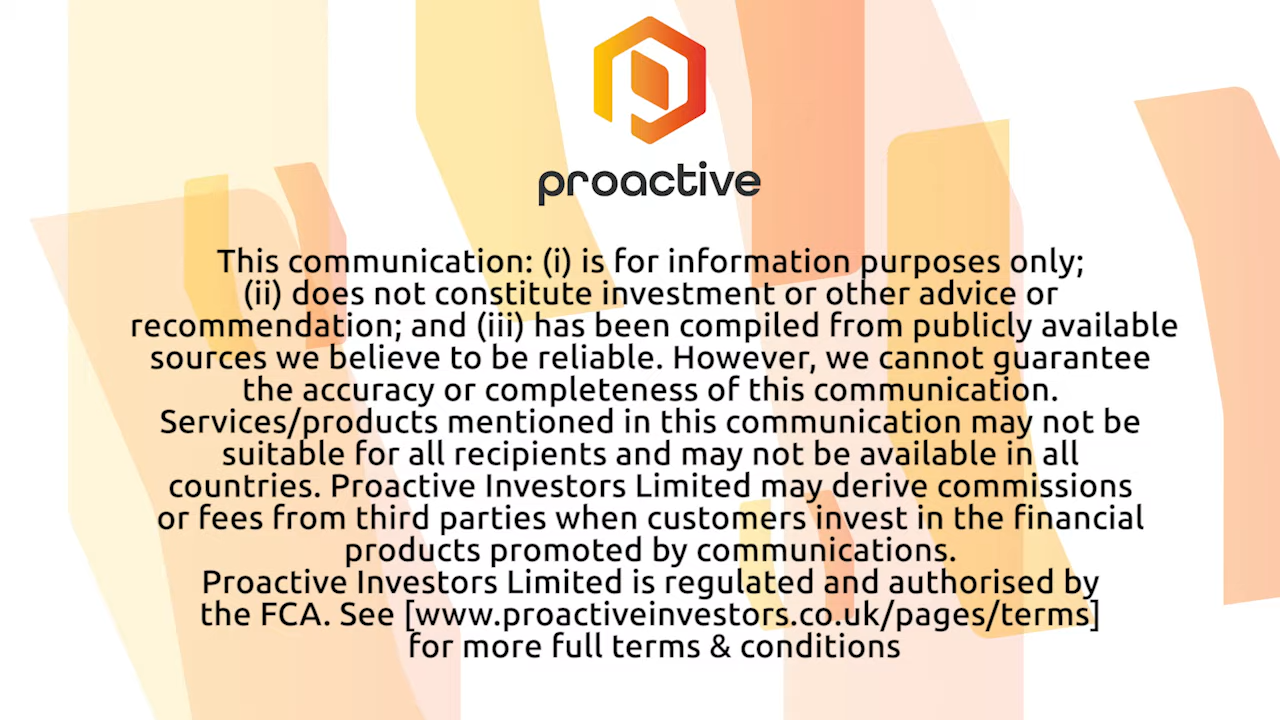 proactive
This communication: (i) is for information purposes only;
(ii) does not constitute investment or other advice or
recommendation; and (iii) has been compiled from publicly available
sources we believe to be reliable. However, we cannot guarantee
the accuracy or completeness of this communication.
Services/products mentioned in this communication may not be
suitable for all recipients and may not be available in all
countries. Proactive Investors Limited may derive commissions
or fees from third parties when customers invest in the financial
products promoted by communications.
Proactive Investors Limited is regulated and authorised by
the FCA. See [www.proactiveinvestors.co.uk/pages/terms]
for more full terms & conditions